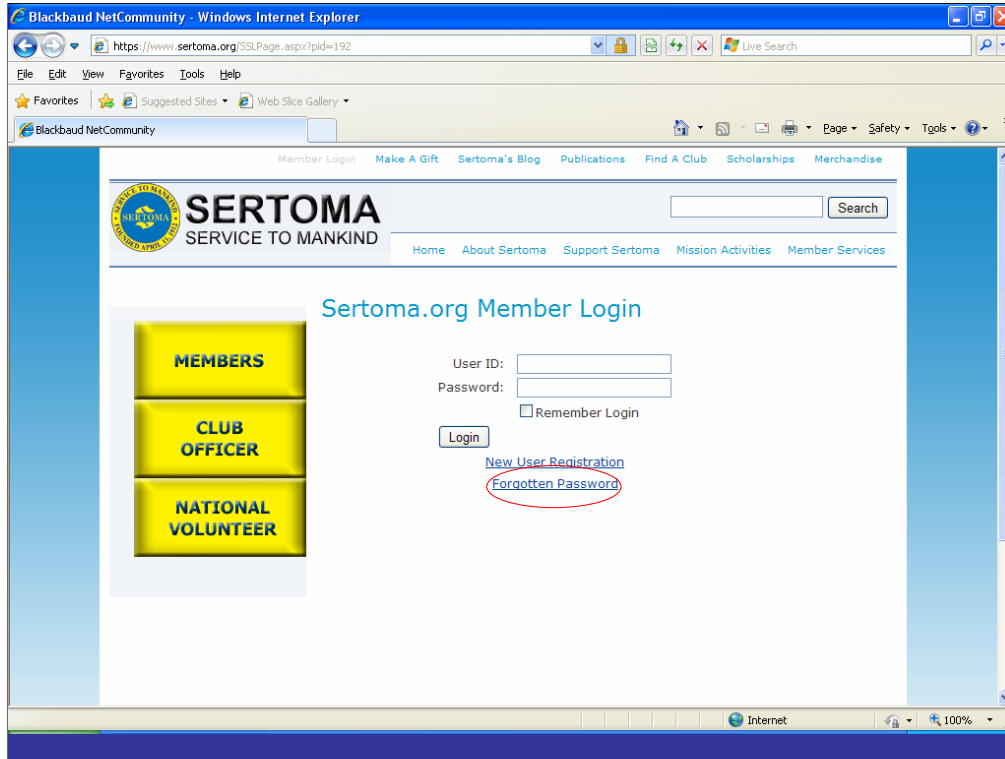 Blackbaud NetCommunity - Windows Internet Explorer
https://www.sertoma.org/SSLPage.aspx?pid=192
Live Search
File Edit View Favorites Tools Help
Favorites Suggested Sites Web Slice Gallery
Blackbaud NetCommunity
Page Safety Tools
Member Login Make A Gift Sertoma's Blog Publications Find A Club Scholarships Merchandise
SERVICE TO MANKIND
SERTOMA
FOUNDED APRIL 11, 1912
SERTOMA
SERVICE TO MANKIND
Search
Home About Sertoma Support Sertoma Mission Activities Member Services
Sertoma.org Member Login
MEMBERS
CLUB
OFFICER
NATIONAL
VOLUNTEER
User ID:
Password:
Remember Login
Login
New User Registration
Forgotten Password
Internet
100%